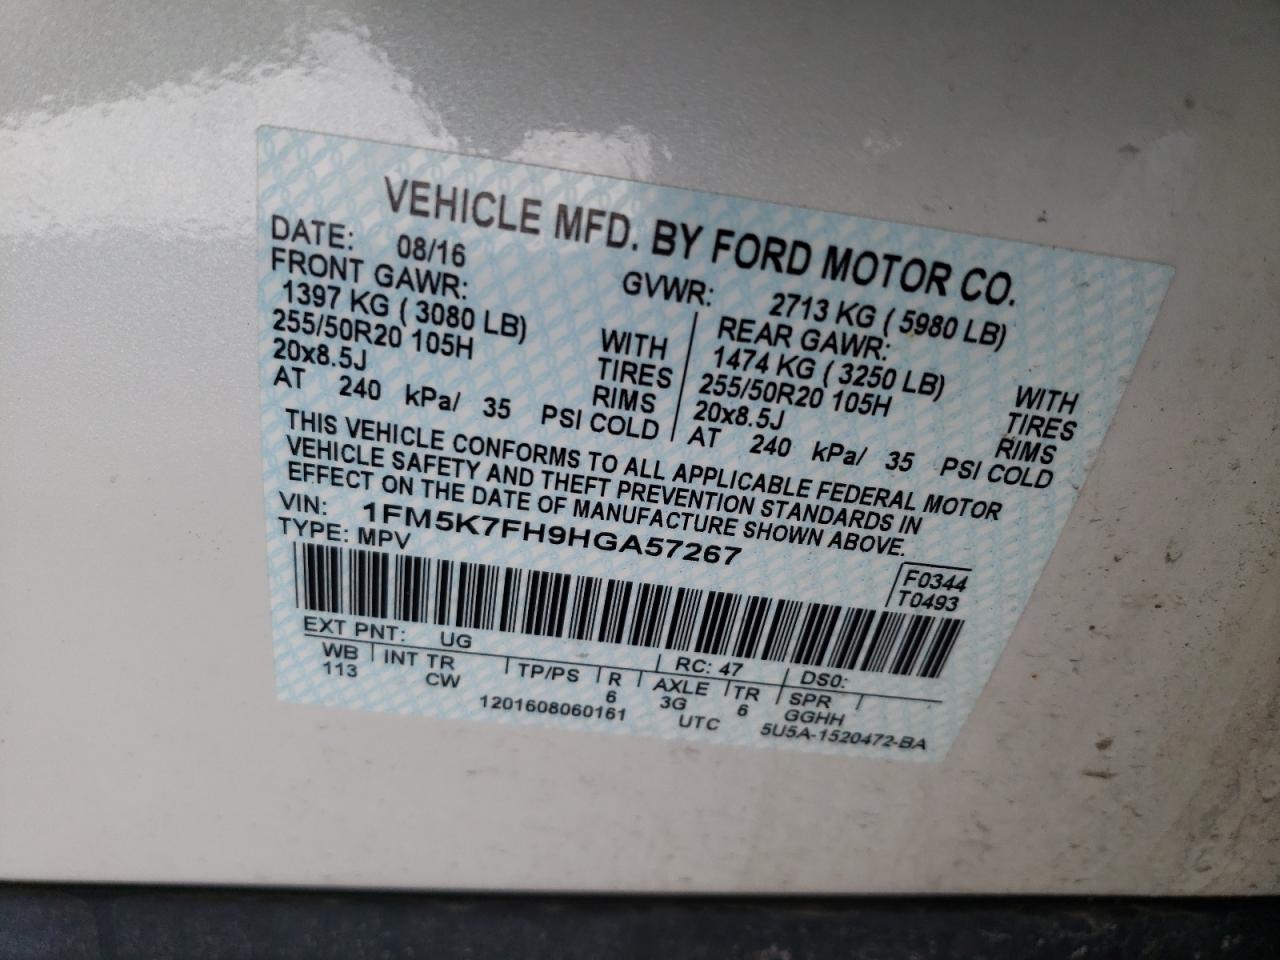 VEHICLE MFD. BY FORD MOTOR CO.
DATE: 08/16 GVWR: 2713 KG ( 5980 LB)
FRONT GAWR: REAR GAWR:
1397 KG ( 3080 LB) WITH 1474 KG ( 3250 LB) WITH
255/50R20 105H TIRES 255/50R20 105H TIRES
20x8.5J RIMS 20x8.5J RIMS
AT 240 kPa/ 35 PSI COLD AT 240 kPa/ 35 PSI COLD
THIS VEHICLE CONFORMS TO ALL APPLICABLE FEDERAL MOTOR
VEHICLE SAFETY AND THEFT PREVENTION STANDARDS IN
EFFECT ON THE DATE OF MANUFACTURE SHOWN ABOVE.
VIN: 1FM5K7FH9HGA57267
TYPE: MPV
F0344
T0493
EXT PNT: UG RC: 47 DS0:
WB INT TR TP/PS R AXLE TR SPR
113 CW 6 3G 6 GGHH
1201608060161 UTC 5U5A-1520472-BA